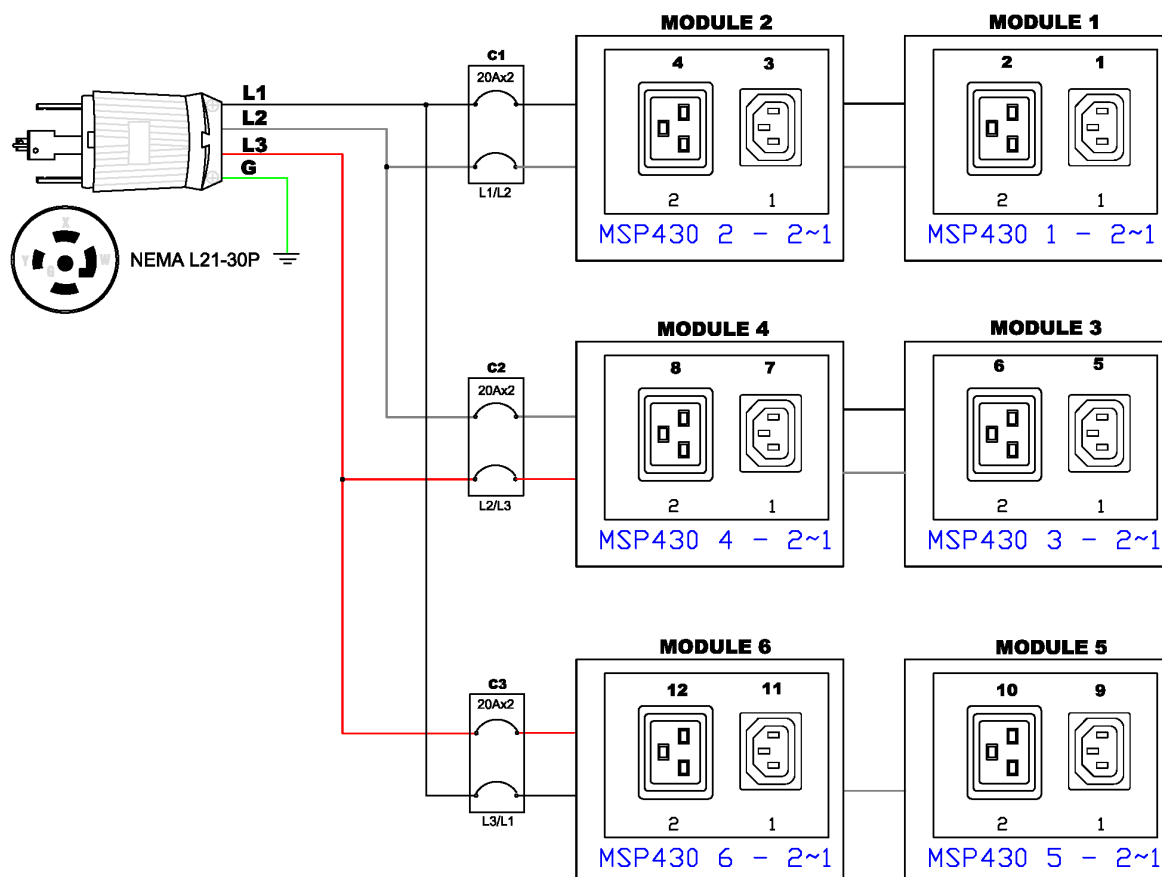 MODULE 2
MODULE 1
C1
20Ax2
4 3
2 1
L1
L2
L3
G
L1/L2
2 1
2 1
MSP430 2 - 2~1
MSP430 1 - 2~1
X
Y
W
G
NEMA L21-30P
MODULE 4
MODULE 3
C2
20Ax2
8 7
6 5
L2/L3
2 1
2 1
MSP430 4 - 2~1
MSP430 3 - 2~1
MODULE 6
MODULE 5
C3
20Ax2
12 11
10 9
L3/L1
2 1
2 1
MSP430 6 - 2~1
MSP430 5 - 2~1